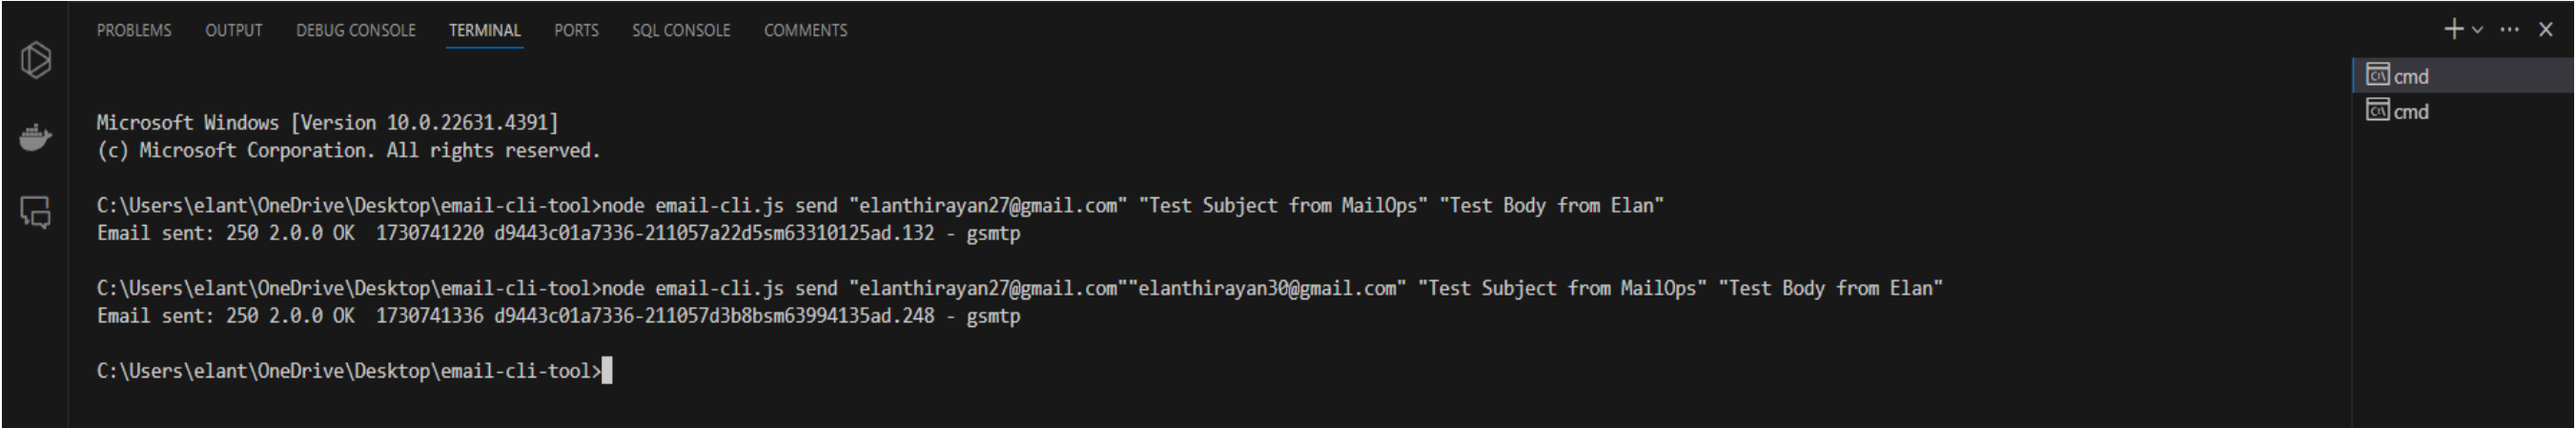 PROBLEMS OUTPUT DEBUG CONSOLE TERMINAL PORTS SQL CONSOLE COMMENTS
cmd
cmd
Microsoft Windows [Version 10.0.22631.4391]
(c) Microsoft Corporation. All rights reserved.
C:\Users\elant\OneDrive\Desktop\email-cli-tool>node email-cli.js send "elanthirayan27@gmail.com" "Test Subject from MailOps" "Test Body from Elan"
Email sent: 250 2.0.0 OK  1730741220 d9443c01a7336-211057a22d5sm63310125ad.132 - gsmtp
C:\Users\elant\OneDrive\Desktop\email-cli-tool>node email-cli.js send "elanthirayan27@gmail.com""elanthirayan30@gmail.com" "Test Subject from MailOps" "Test Body from Elan"
Email sent: 250 2.0.0 OK  1730741336 d9443c01a7336-211057d3b8bsm63994135ad.248 - gsmtp
C:\Users\elant\OneDrive\Desktop\email-cli-tool>